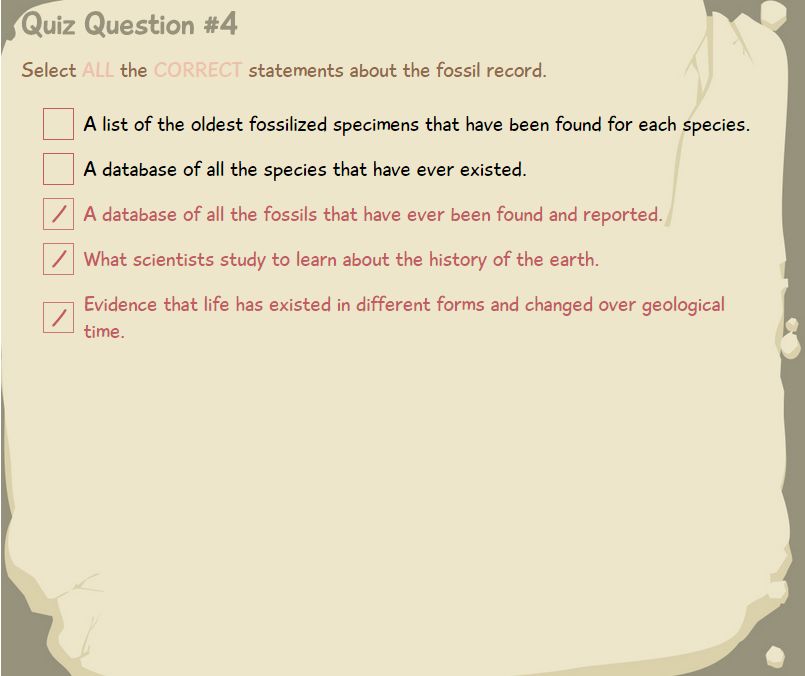 Quiz Question #4
Select ALL the CORRECT statements about the fossil record.
A list of the oldest fossilized specimens that have been found for each species.
A database of all the species that have ever existed.
A database of all the fossils that have ever been found and reported.
What scientists study to learn about the history of the earth.
Evidence that life has existed in different forms and changed over geological
time.